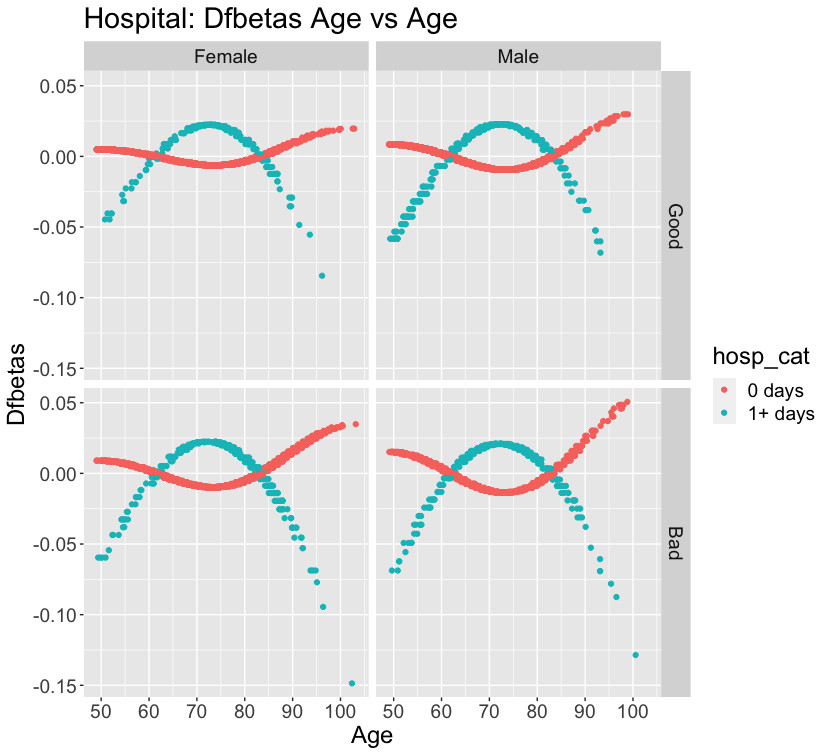 Hospital: Dfbetas Age vs Age
Female
Male
0.05
0.00
-0.05
-0.10
-0.15
Good
0.05
0.00
-0.05
-0.10
-0.15
Bad
Dfbetas
50 60 70 80 90 100
50 60 70 80 90 100
Age
hosp_cat
0 days
1+ days